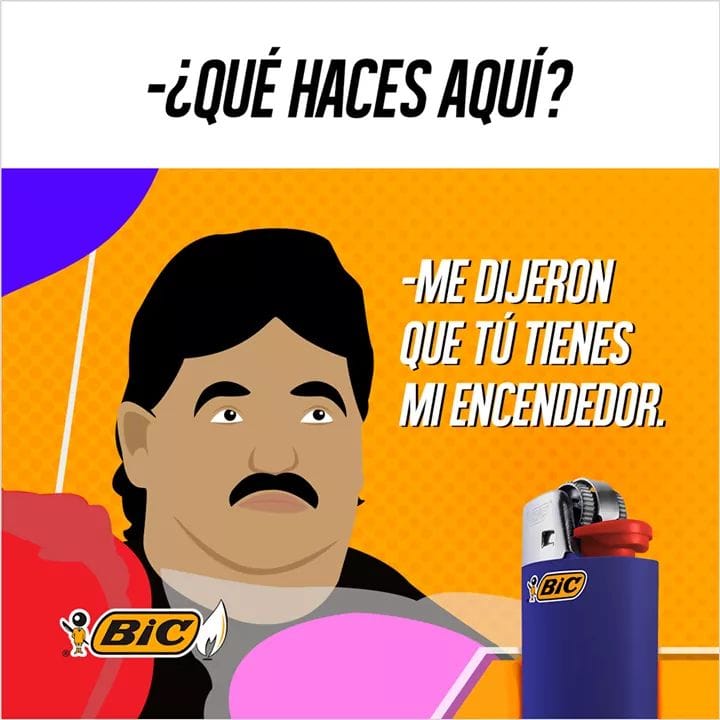 -¿QUÉ HACES AQUÍ?
-ME DIJERON
QUE TÚ TIENES
MI ENCENDEDOR.
BiC
BiC
®